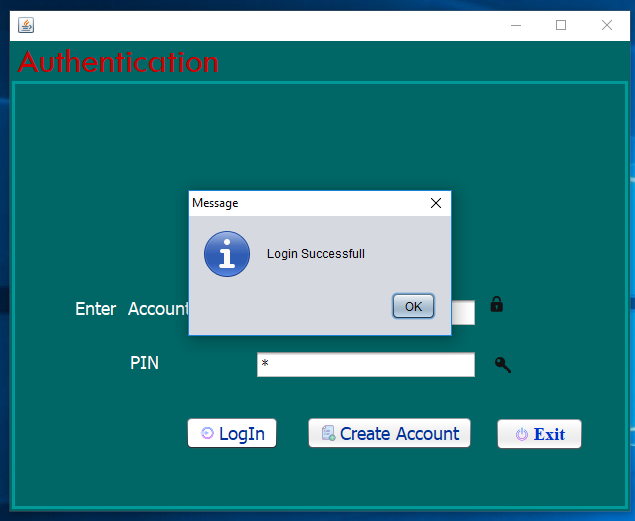 Authentication
Message
Login Successfull
OK
Enter Account
PIN
*
LogIn
Create Account
Exit